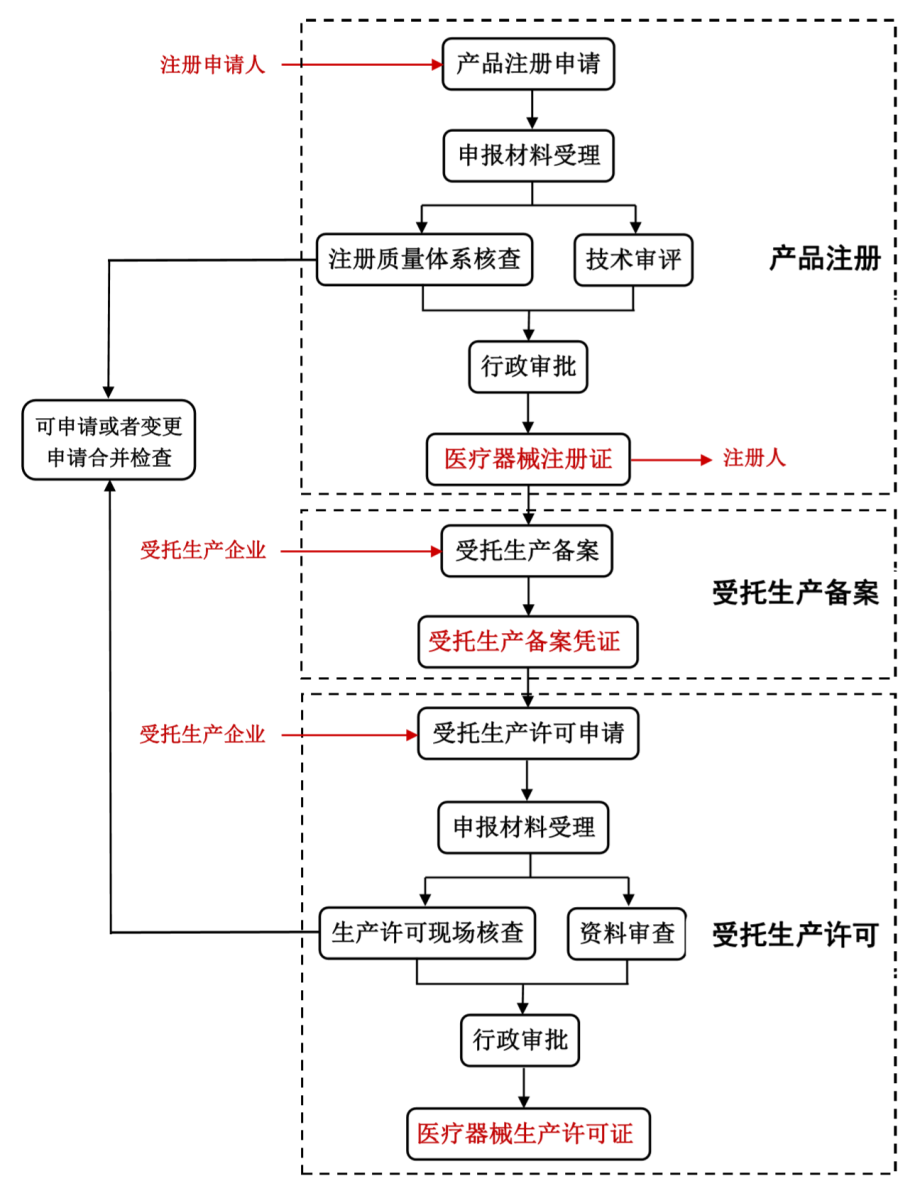 注册申请人
产品注册申请
申报材料受理
注册质量体系核查
技术审评
产品注册
行政审批
可申请或者变更
申请合并检查
医疗器械注册证
注册人
受托生产企业
受托生产备案
受托生产备案
受托生产备案凭证
受托生产企业
受托生产许可申请
申报材料受理
生产许可现场核查
资料审查
受托生产许可
行政审批
医疗器械生产许可证